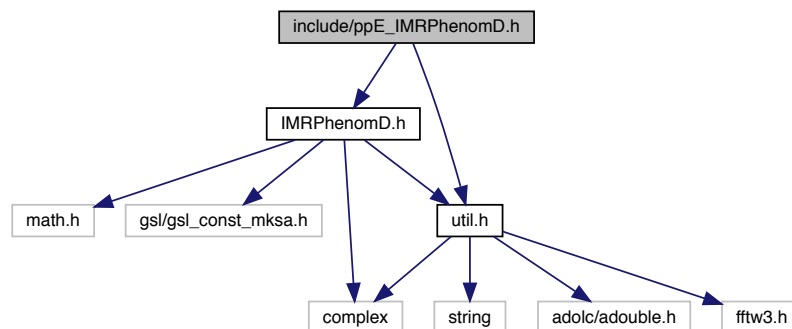 include/ppE_IMRPhenomD.h
IMRPhenomD.h
math.h
gsl/gsl_const_mksa.h
util.h
complex
string
adolc/adouble.h
fftw3.h